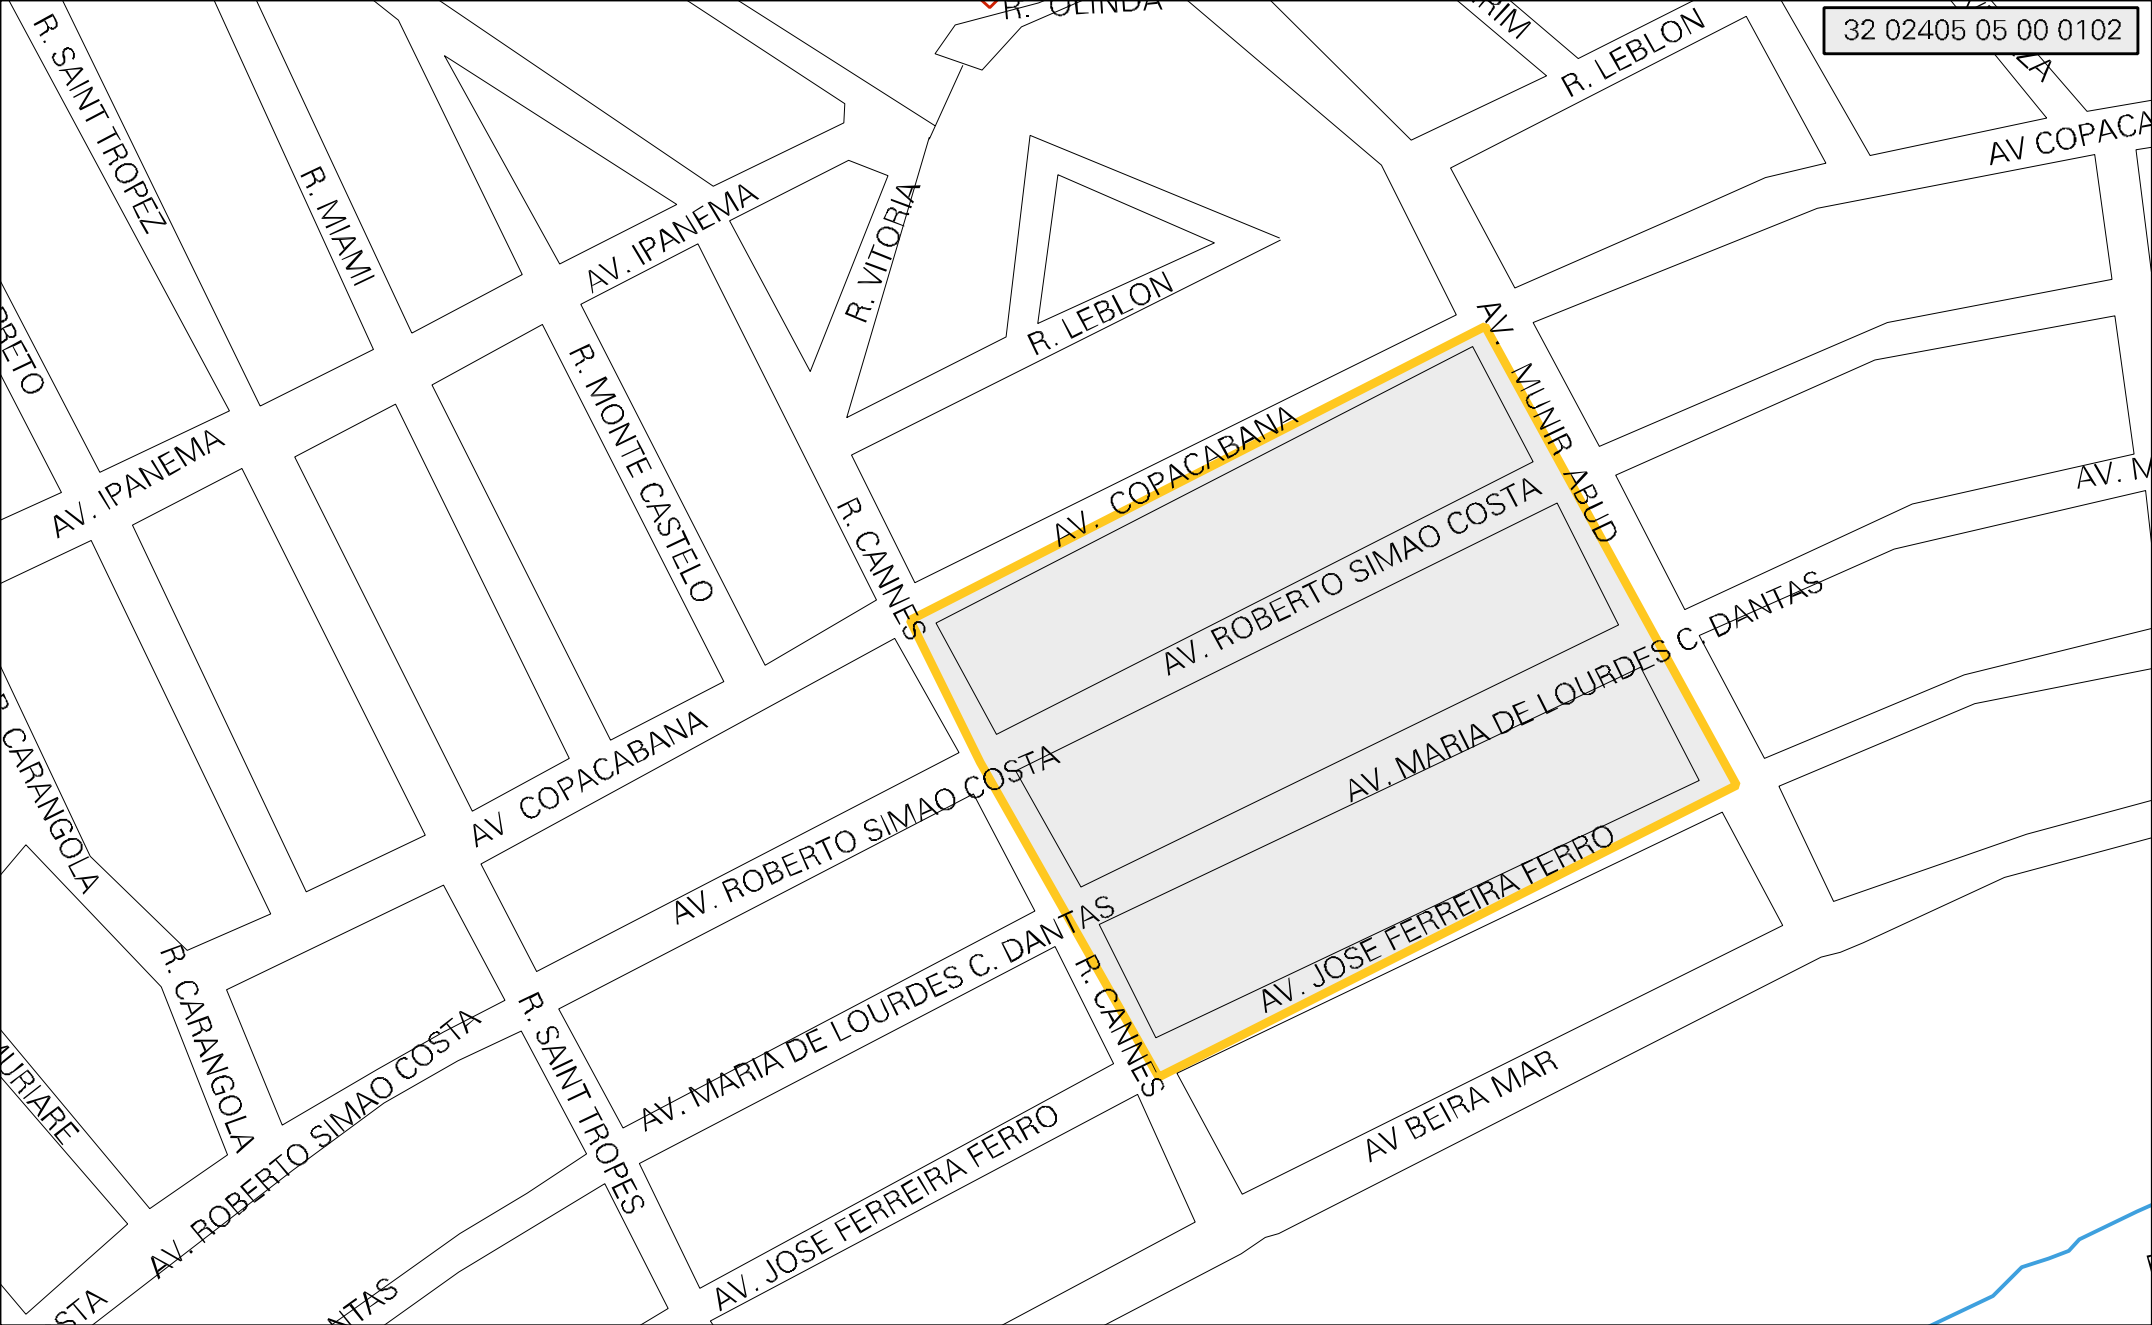 R. OLINDA
32 02405 05 00 0102
R. SAINT TROPEZ
R. LEBLON
AV COPACA
R. MIAMI
AV. IPANEMA
R. VITORIA
R. LEBLON
AV. MUNIR ABUD
R. MONTE CASTELO
AV. IPANEMA
AV. COPACABANA
R. CANNES
AV. ROBERTO SIMAO COSTA
AV. M
AV. MARIA DE LOURDES C. DANTAS
R. CARANGOLA
AV COPACABANA
AV. ROBERTO SIMAO COSTA
AV. JOSE FERREIRA FERRO
AV. MARIA DE LOURDES C. DANTAS
R. CANNES
R. CARANGOLA
R. SAINT TROPES
AV. ROBERTO SIMAO COSTA
AV BEIRA MAR
URIARE
AV. JOSE FERREIRA FERRO
STA
NTAS